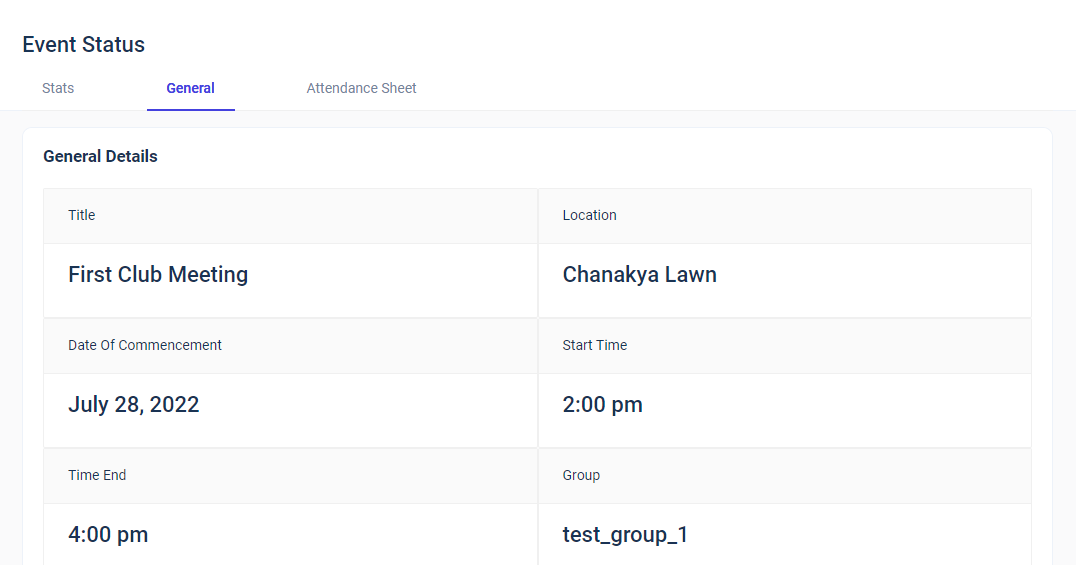 Event Status
Stats General Attendance Sheet
General Details
Title Location
First Club Meeting Chanakya Lawn
Date Of Commencement Start Time
July 28, 2022 2:00 pm
Time End Group
4:00 pm test_group_1